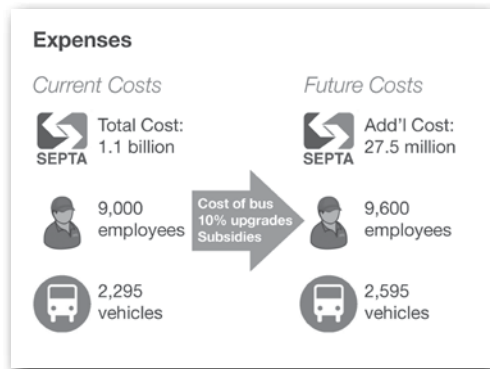 Expenses
Current Costs
Future Costs
SEPTA
Total Cost:
1.1 billion
SEPTA
Add'l Cost:
27.5 million
9,000
employees
Cost of bus
10% upgrades
Subsidies
9,600
employees
2,295
vehicles
2,595
vehicles